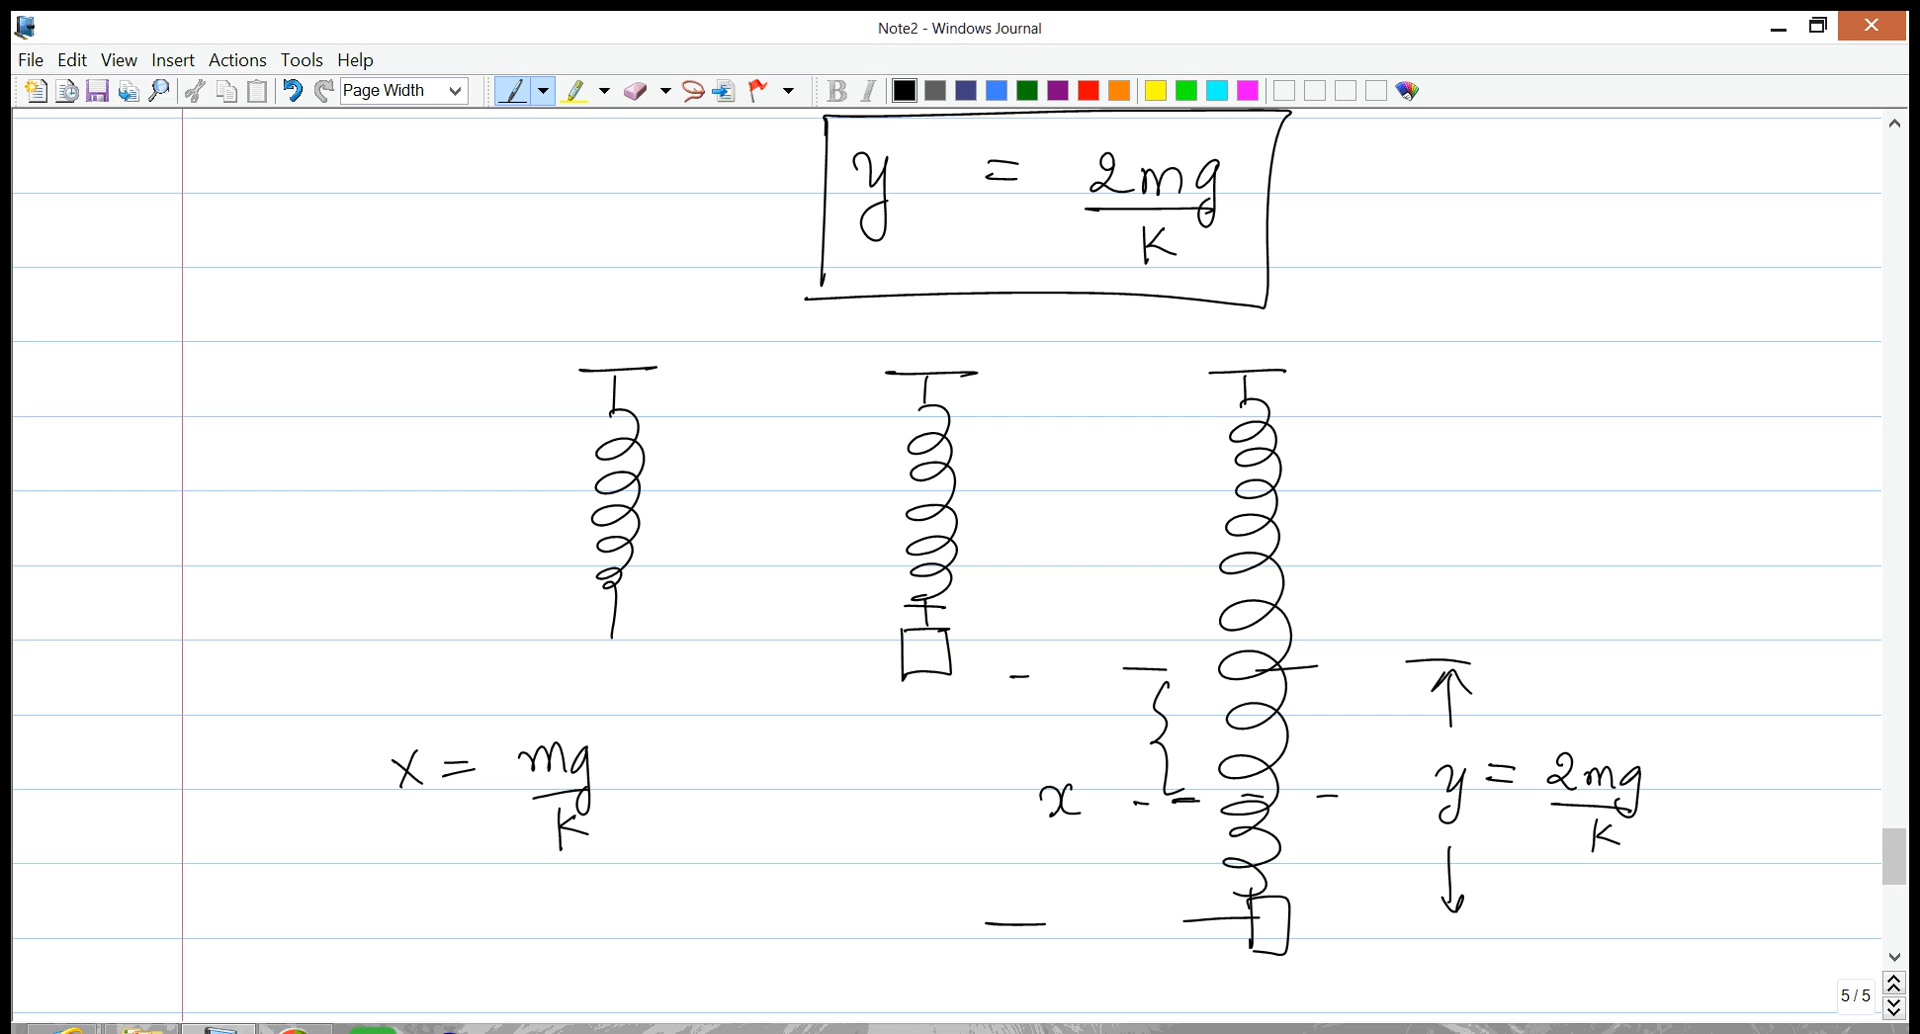 Note2 - Windows Journal
File Edit View Insert Actions Tools Help
Page Width
B I
y = 2mg/K
x = mg/K
x
y = 2mg/K
5 / 5